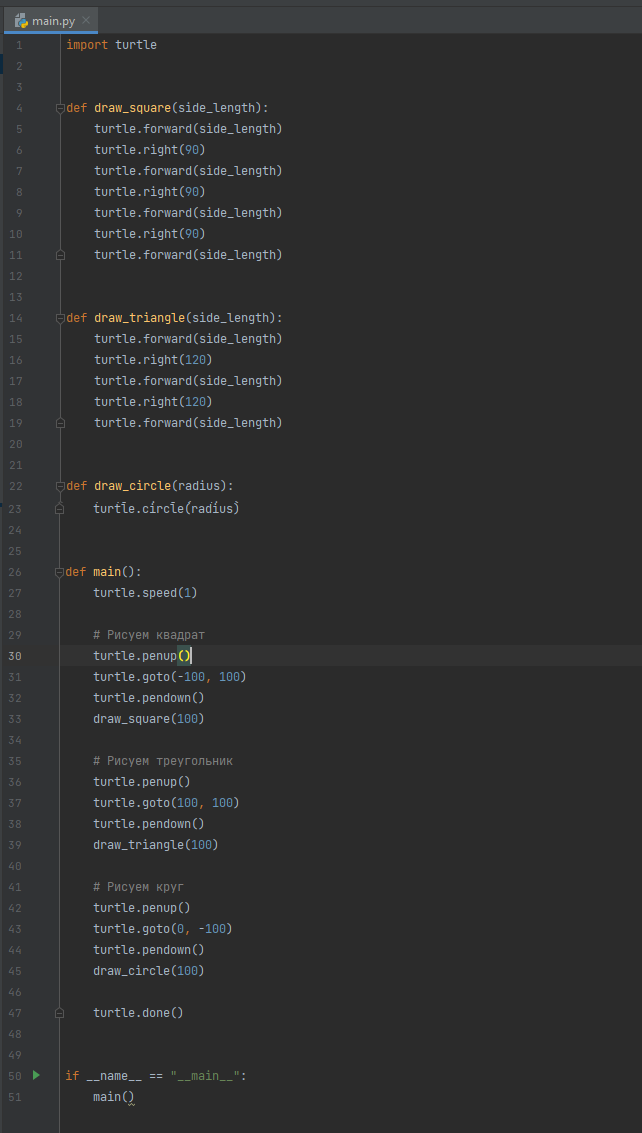 main.py
1 import turtle
2
3
4 def draw_square(side_length):
5     turtle.forward(side_length)
6     turtle.right(90)
7     turtle.forward(side_length)
8     turtle.right(90)
9     turtle.forward(side_length)
10     turtle.right(90)
11     turtle.forward(side_length)
12
13
14 def draw_triangle(side_length):
15     turtle.forward(side_length)
16     turtle.right(120)
17     turtle.forward(side_length)
18     turtle.right(120)
19     turtle.forward(side_length)
20
21
22 def draw_circle(radius):
23     turtle.circle(radius)
24
25
26 def main():
27     turtle.speed(1)
28
29     # Рисуем квадрат
30     turtle.penup()
31     turtle.goto(-100, 100)
32     turtle.pendown()
33     draw_square(100)
34
35     # Рисуем треугольник
36     turtle.penup()
37     turtle.goto(100, 100)
38     turtle.pendown()
39     draw_triangle(100)
40
41     # Рисуем круг
42     turtle.penup()
43     turtle.goto(0, -100)
44     turtle.pendown()
45     draw_circle(100)
46
47     turtle.done()
48
49
50 if __name__ == "__main__":
51     main()